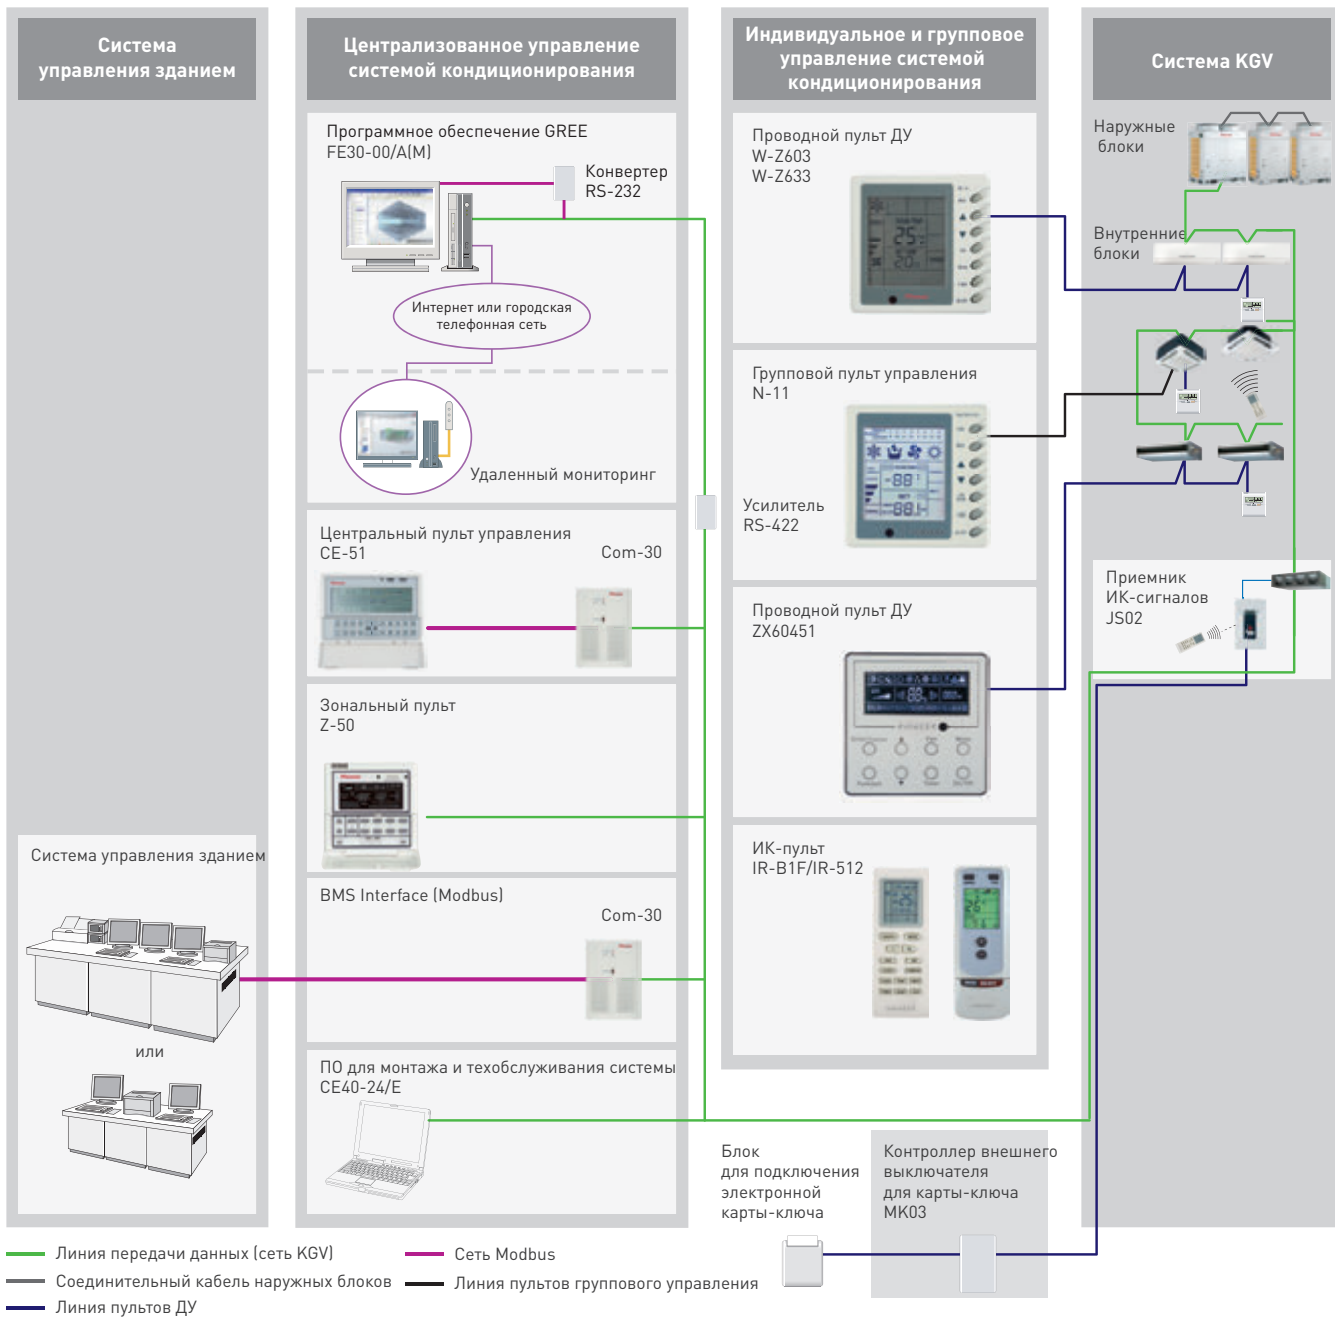 Система
управления зданием
Централизованное управление
системой кондиционирования
Индивидуальное и групповое
управление системой
кондиционирования
Система KGV
Программное обеспечение GREE
FE30-00/A(M)
Конвертер
RS-232
Интернет или городская
телефонная сеть
Удаленный мониторинг
Центральный пульт управления
CE-51
Com-30
Зональный пульт
Z-50
BMS Interface (Modbus)
Com-30
ПО для монтажа и техобслуживания системы
CE40-24/E
Система управления зданием
или
Проводной пульт ДУ
W-Z603
W-Z633
Групповой пульт управления
N-11
Усилитель
RS-422
Проводной пульт ДУ
ZX60451
ИК-пульт
IR-B1F/IR-512
Наружные
блоки
Внутренние
блоки
Приемник
ИК-сигналов
JS02
Блок
для подключения
электронной
карты-ключа
Контроллер внешнего
выключателя
для карты-ключа
MK03
Линия передачи данных (сеть KGV)
Соединительный кабель наружных блоков
Линия пультов ДУ
Сеть Modbus
Линия пультов группового управления